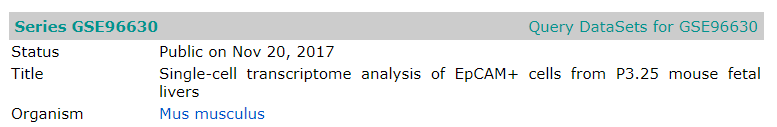 Series GSE96630 Query DataSets for GSE96630
Status Public on Nov 20, 2017
Title Single-cell transcriptome analysis of EpCAM+ cells from P3.25 mouse fetal
livers
Organism Mus musculus